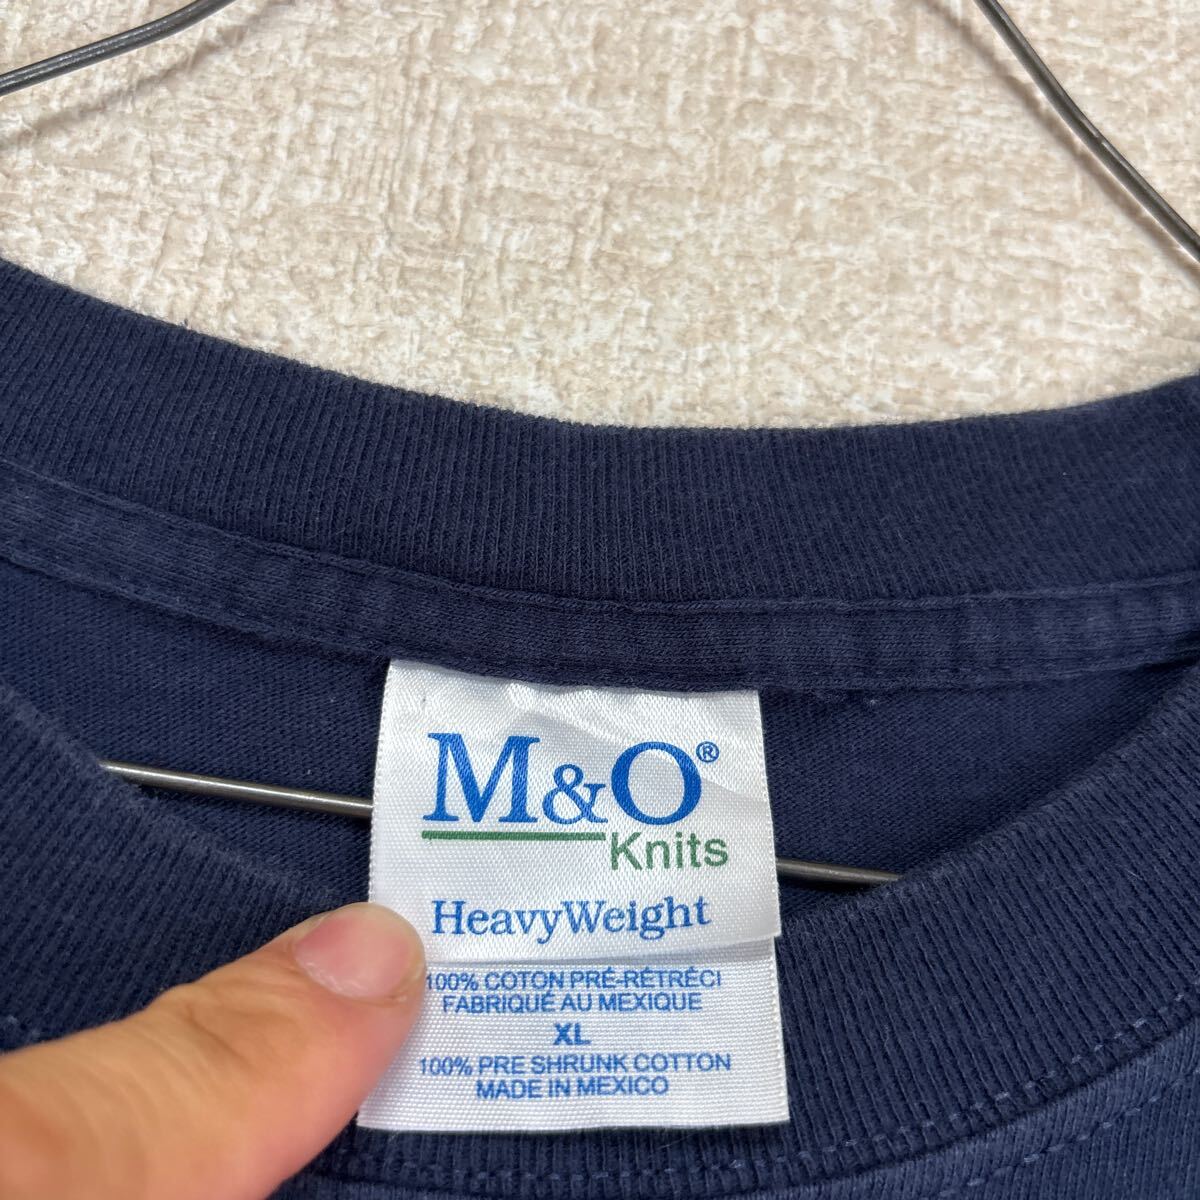 M&O®
Knits
HeavyWeight
100% COTON PRÉ-RÉTRÉCI
FABRIQUÉ AU MEXIQUE
XL
100% PRE SHRUNK COTTON
MADE IN MEXICO